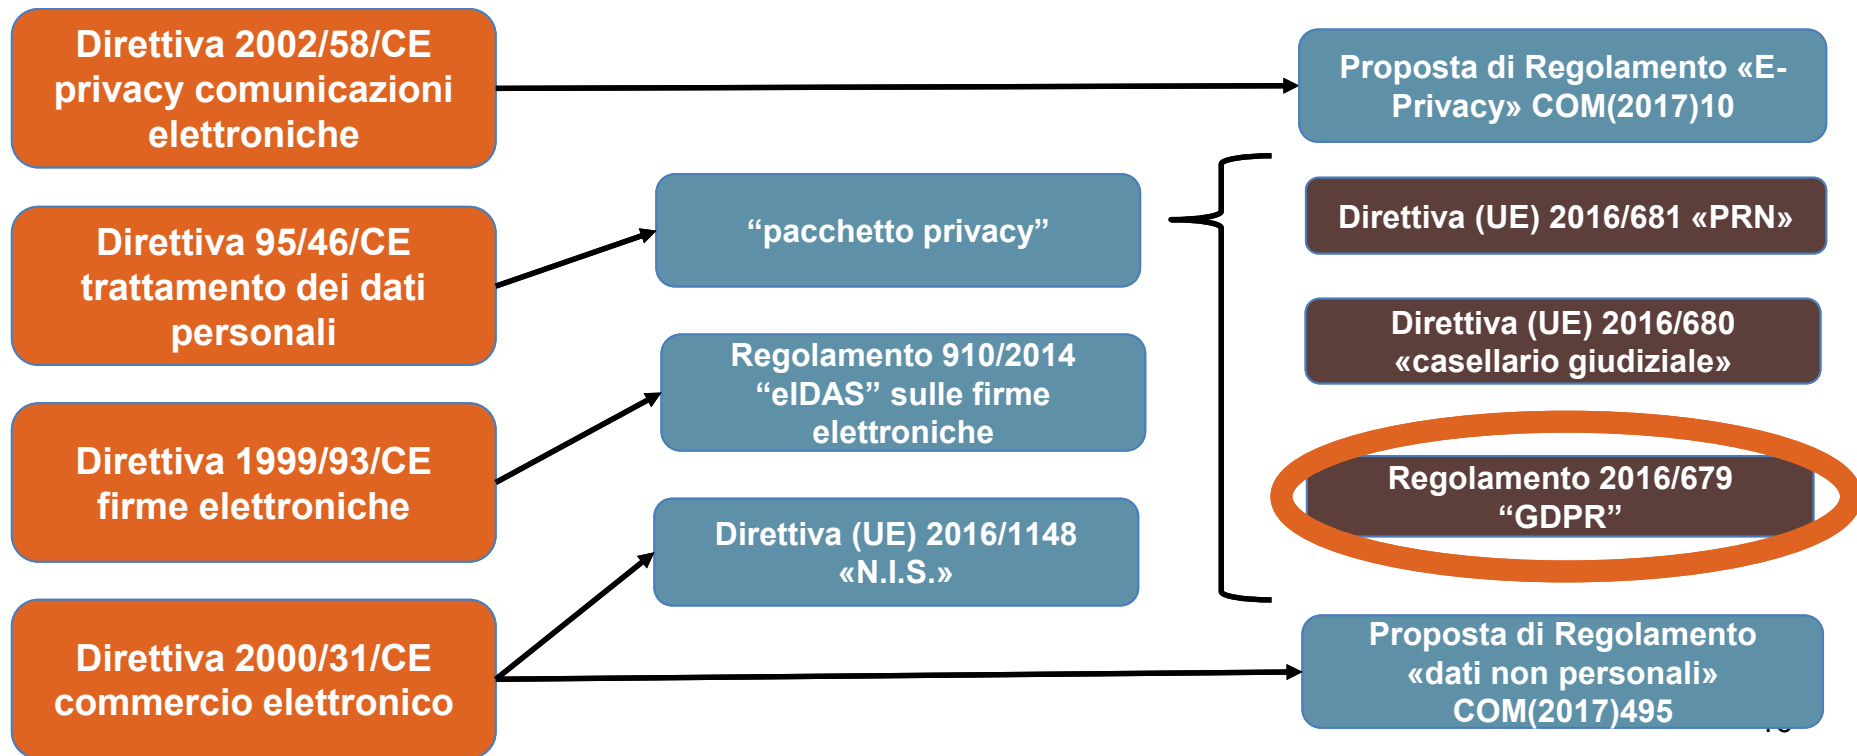 Direttiva 2002/58/CE
privacy comunicazioni
elettroniche
Direttiva 95/46/CE
trattamento dei dati
personali
Direttiva 1999/93/CE
firme elettroniche
Direttiva 2000/31/CE
commercio elettronico
“pacchetto privacy”
Regolamento 910/2014
“eIDAS” sulle firme
elettroniche
Direttiva (UE) 2016/1148
«N.I.S.»
Proposta di Regolamento «E-
Privacy» COM(2017)10
Direttiva (UE) 2016/681 «PRN»
Direttiva (UE) 2016/680
«casellario giudiziale»
Regolamento 2016/679
“GDPR”
Proposta di Regolamento
«dati non personali»
COM(2017)495